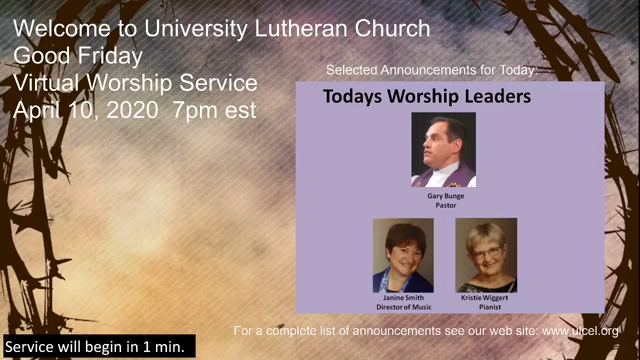 Welcome to University Lutheran Church
Good Friday
Virtual Worship Service
April 10, 2020  7pm est
Selected Announcements for Today:
Todays Worship Leaders
Gary Bunge
Pastor
Janine Smith
Director of Music
Kristie Wiggert
Pianist
For a complete list of announcements see our web site: www.ulcel.org
Service will begin in 1 min.